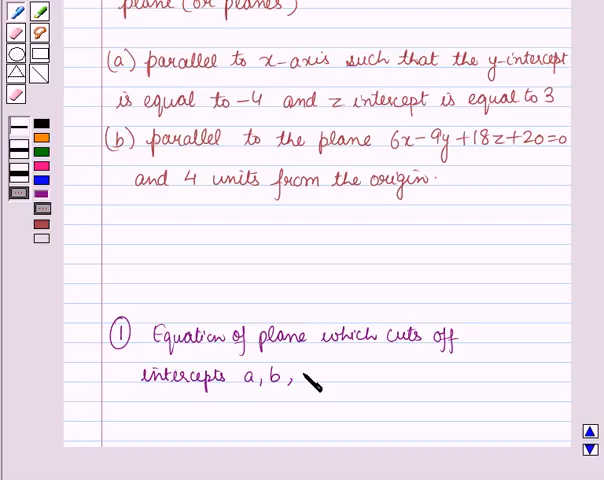 plane (or planes)
(a) parallel to x-axis such that the y-intercept
is equal to -4 and z intercept is equal to 3
(b) parallel to the plane 6x-9y+18z+20=0
and 4 units from the origin.
① Equation of plane which cuts off
intercepts a, b,